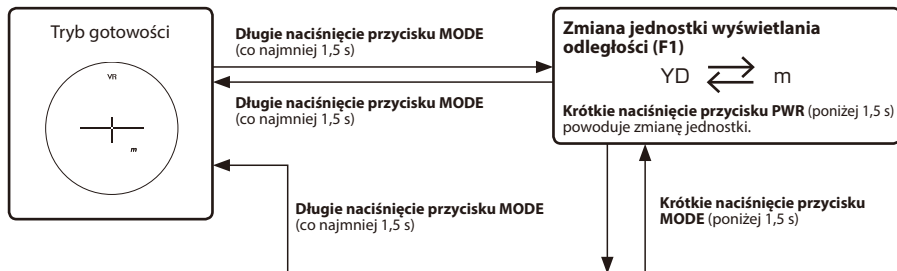 Tryb gotowości
VR
m
Długie naciśnięcie przycisku MODE
(co najmniej 1,5 s)
Długie naciśnięcie przycisku MODE
(co najmniej 1,5 s)
Zmiana jednostki wyświetlania
odległości (F1)
YD m
Krótkie naciśnięcie przycisku PWR (poniżej 1,5 s)
powoduje zmianę jednostki.
Długie naciśnięcie przycisku MODE
(co najmniej 1,5 s)
Krótkie naciśnięcie przycisku
MODE (poniżej 1,5 s)